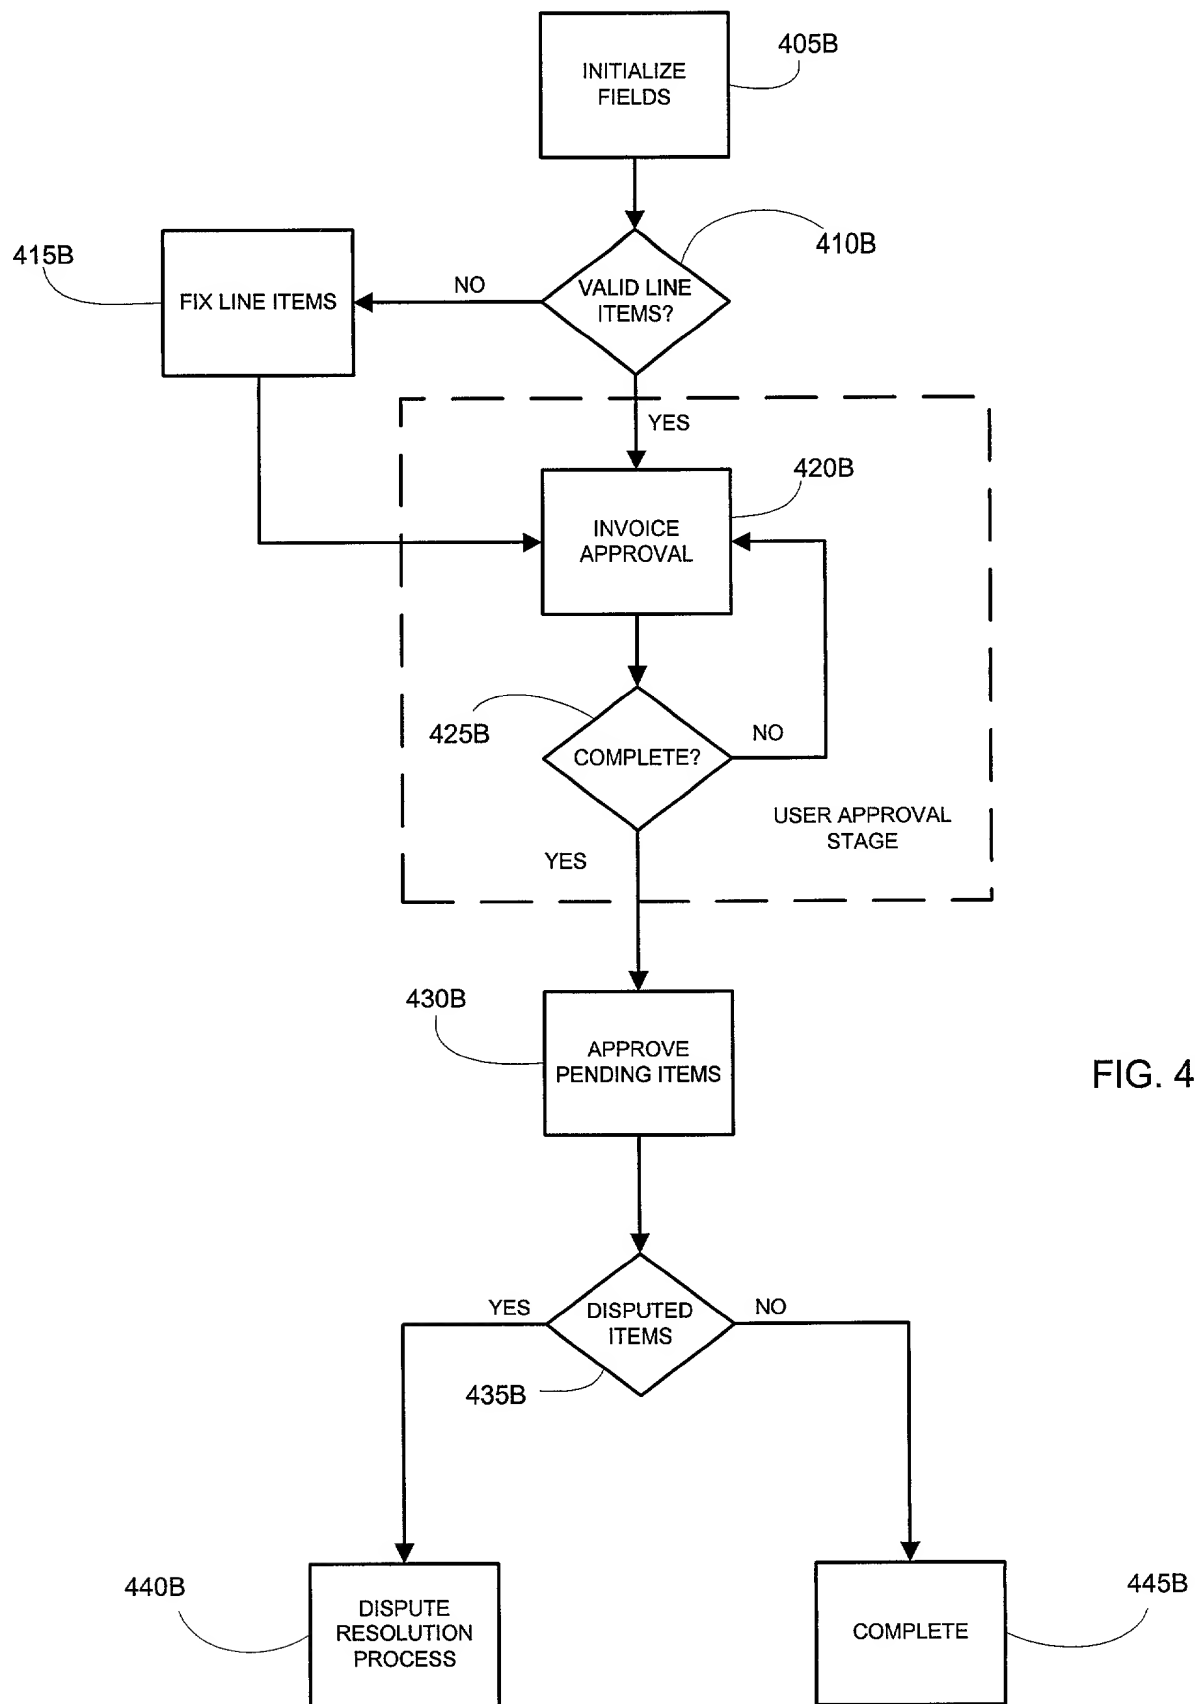 405B
INITIALIZE
FIELDS
410B
415B
FIX LINE ITEMS
NO
VALID LINE
ITEMS?
YES
420B
INVOICE
APPROVAL
425B
COMPLETE?
NO
USER APPROVAL
STAGE
YES
430B
APPROVE
PENDING ITEMS
FIG. 4
YES
DISPUTED
ITEMS
NO
435B
440B
DISPUTE
RESOLUTION
PROCESS
445B
COMPLETE